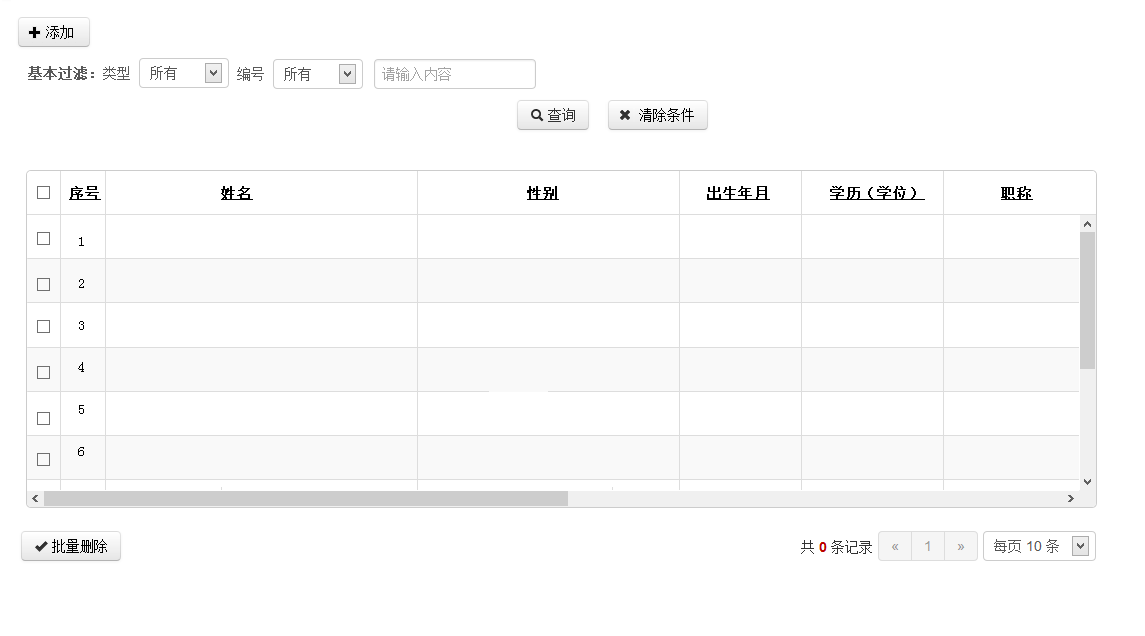 添加
基本过滤：类型 所有 编号 所有 请输入内容
查询 清除条件
序号 姓名 性别 出生年月 学历（学位） 职称
1
2
3
4
5
6
批量删除 共 0 条记录 « 1 » 每页 10 条